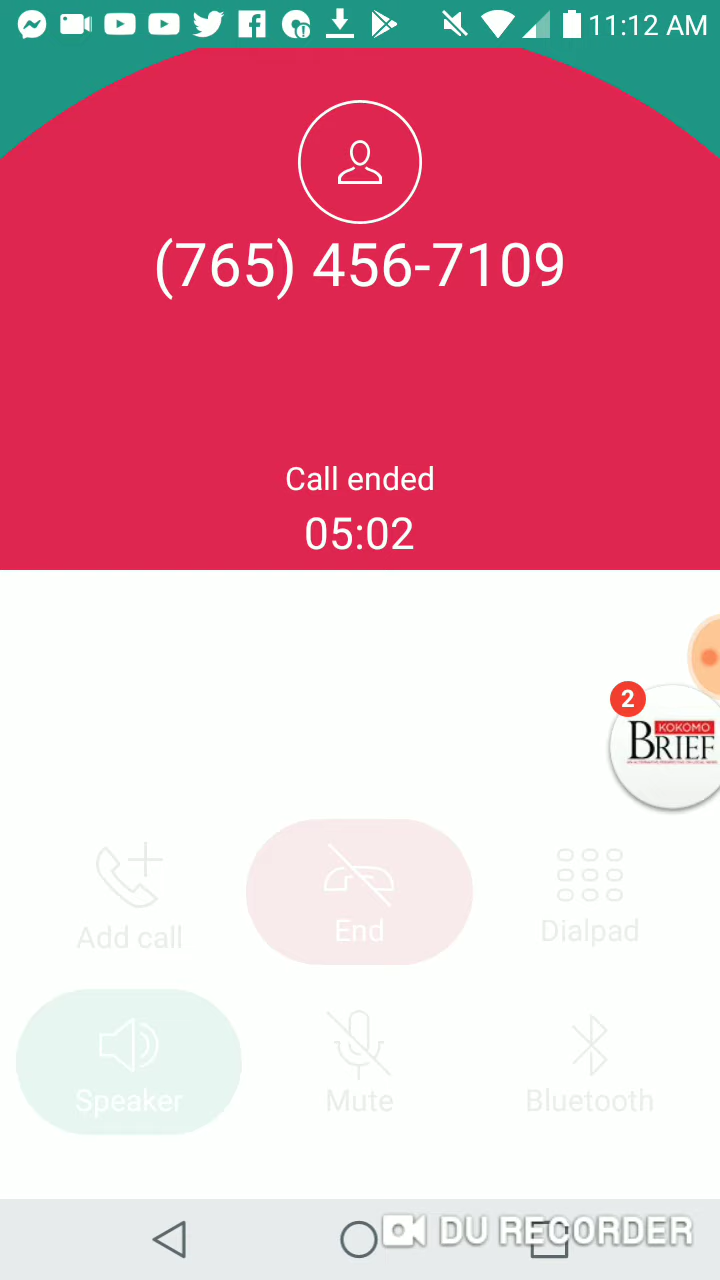 11:12 AM
(765) 456-7109
Call ended
05:02
2
KOKOMO
BRIEF
Add call
End
Dialpad
Speaker
Mute
Bluetooth
DU RECORDER